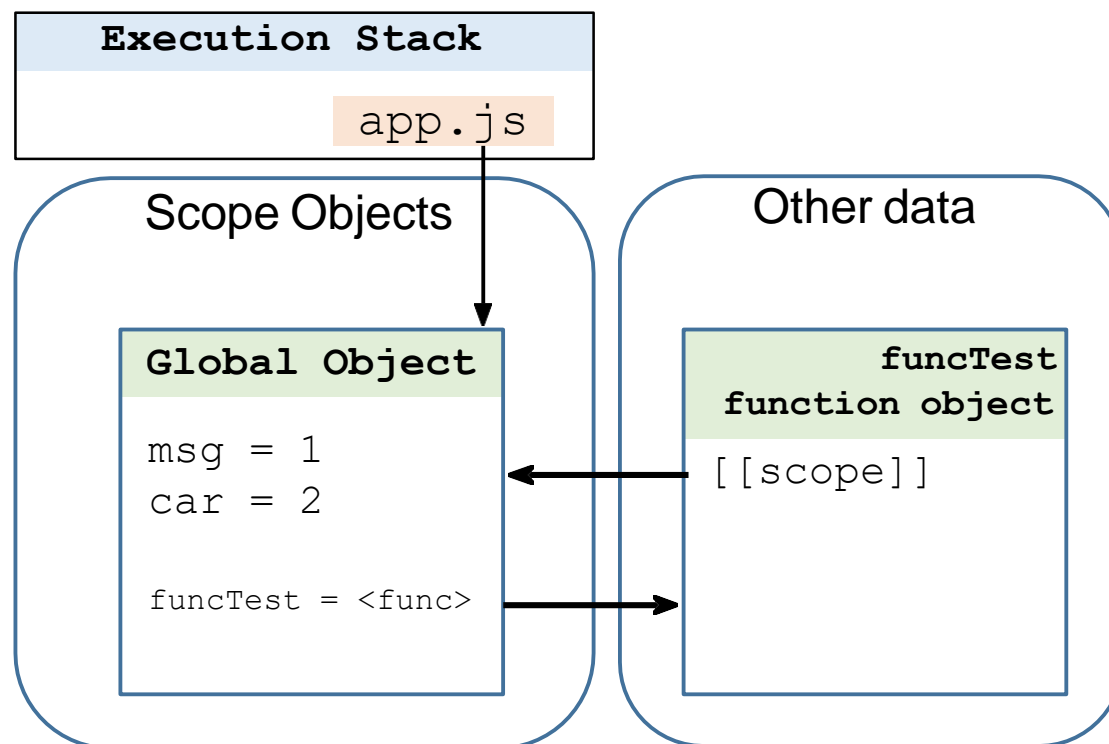 Execution Stack
app.js
Scope Objects
Other data
Global Object
msg = 1
car = 2
funcTest = <func>
funcTest
function object
[[scope]]